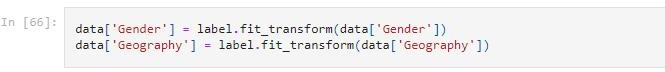 In [66]:
data['Gender'] = label.fit_transform(data['Gender'])
data['Geography'] = label.fit_transform(data['Geography'])